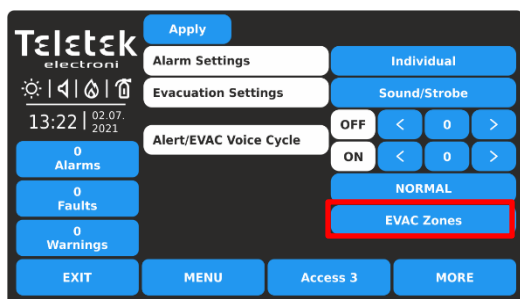 Teletek
electronics
13:22 | 02.07.
2021
0
Alarms
0
Faults
0
Warnings
Apply
Alarm Settings
Individual
Evacuation Settings
Sound/Strobe
Alert/EVAC Voice Cycle
OFF < 0 >
ON < 0 >
NORMAL
EVAC Zones
EXIT
MENU
Access 3
MORE